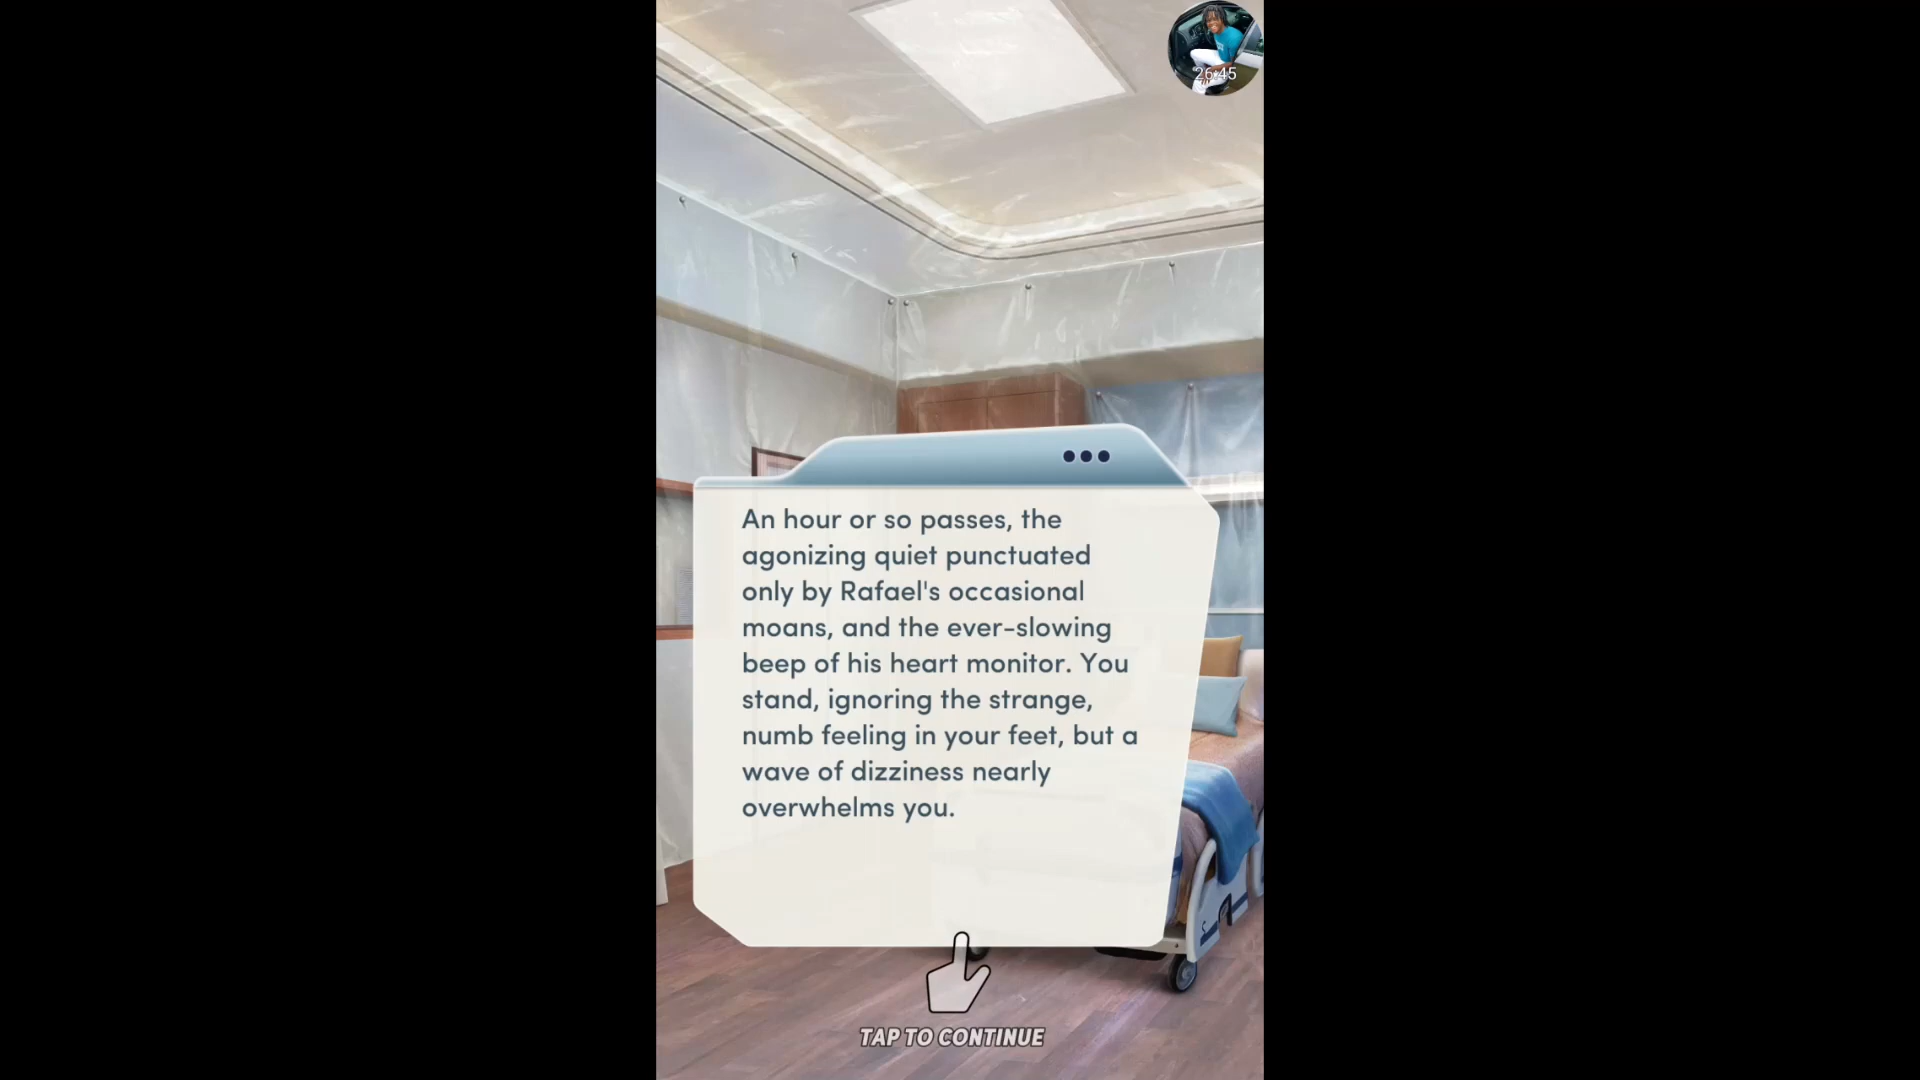 26:45
An hour or so passes, the
agonizing quiet punctuated
only by Rafael's occasional
moans, and the ever-slowing
beep of his heart monitor. You
stand, ignoring the strange,
numb feeling in your feet, but a
wave of dizziness nearly
overwhelms you.
TAP TO CONTINUE